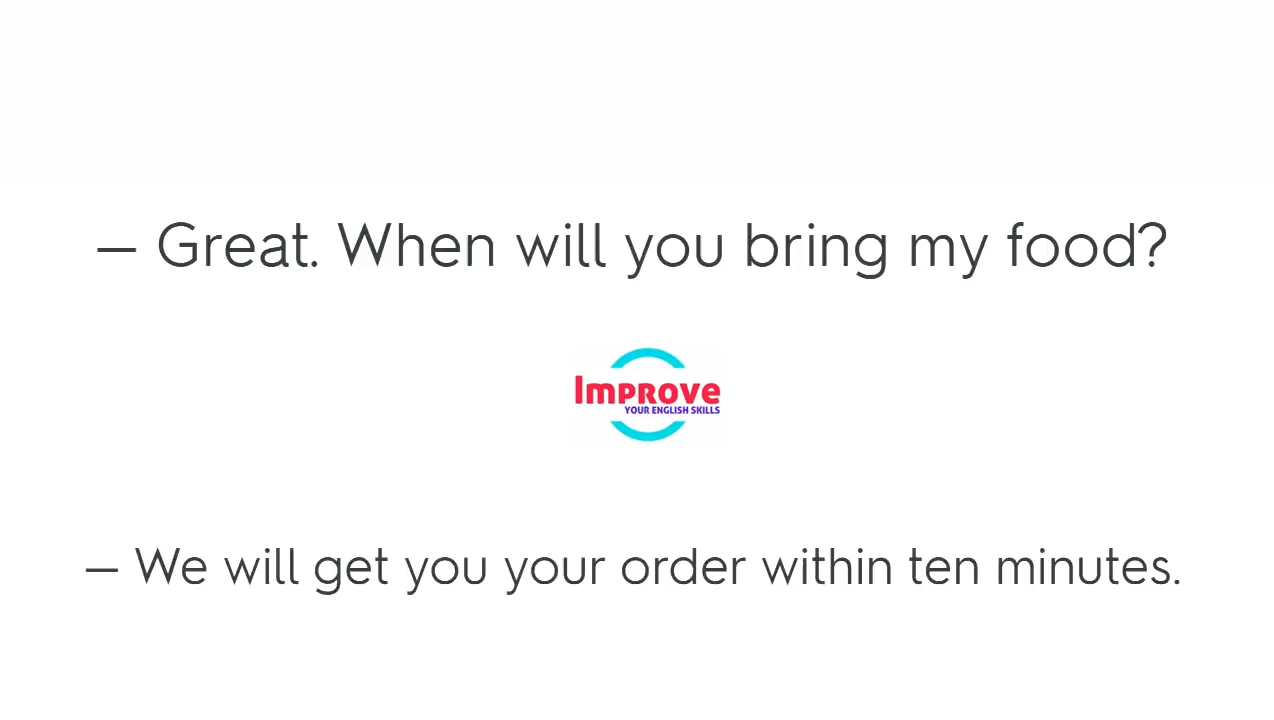 — Great. When will you bring my food?
Improve
YOUR ENGLISH SKILLS
— We will get you your order within ten minutes.